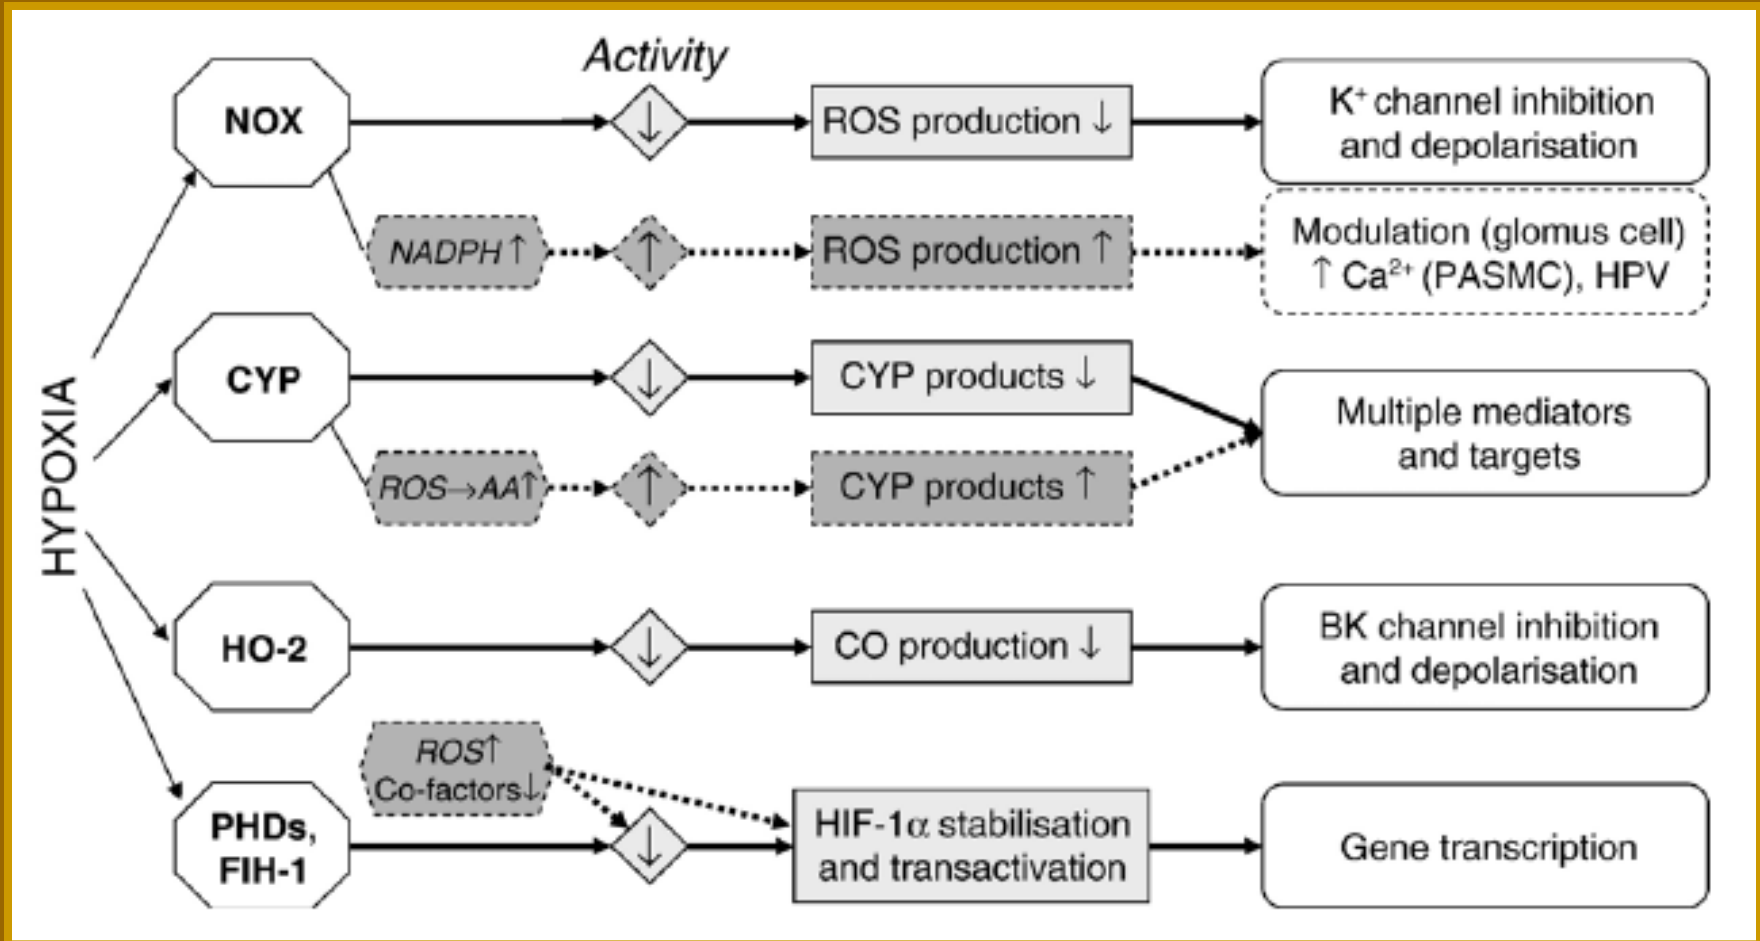 Activity
NOX
↓
ROS production ↓
K⁺ channel inhibition
and depolarisation
NADPH ↑
↑
ROS production ↑
Modulation (glomus cell)
↑ Ca²⁺ (PASMC), HPV
HYPOXIA
CYP
↓
CYP products ↓
Multiple mediators
and targets
ROS→AA↑
↑
CYP products ↑
HO-2
↓
CO production ↓
BK channel inhibition
and depolarisation
ROS↑
Co-factors↓
PHDs,
FIH-1
↓
HIF-1α stabilisation
and transactivation
Gene transcription